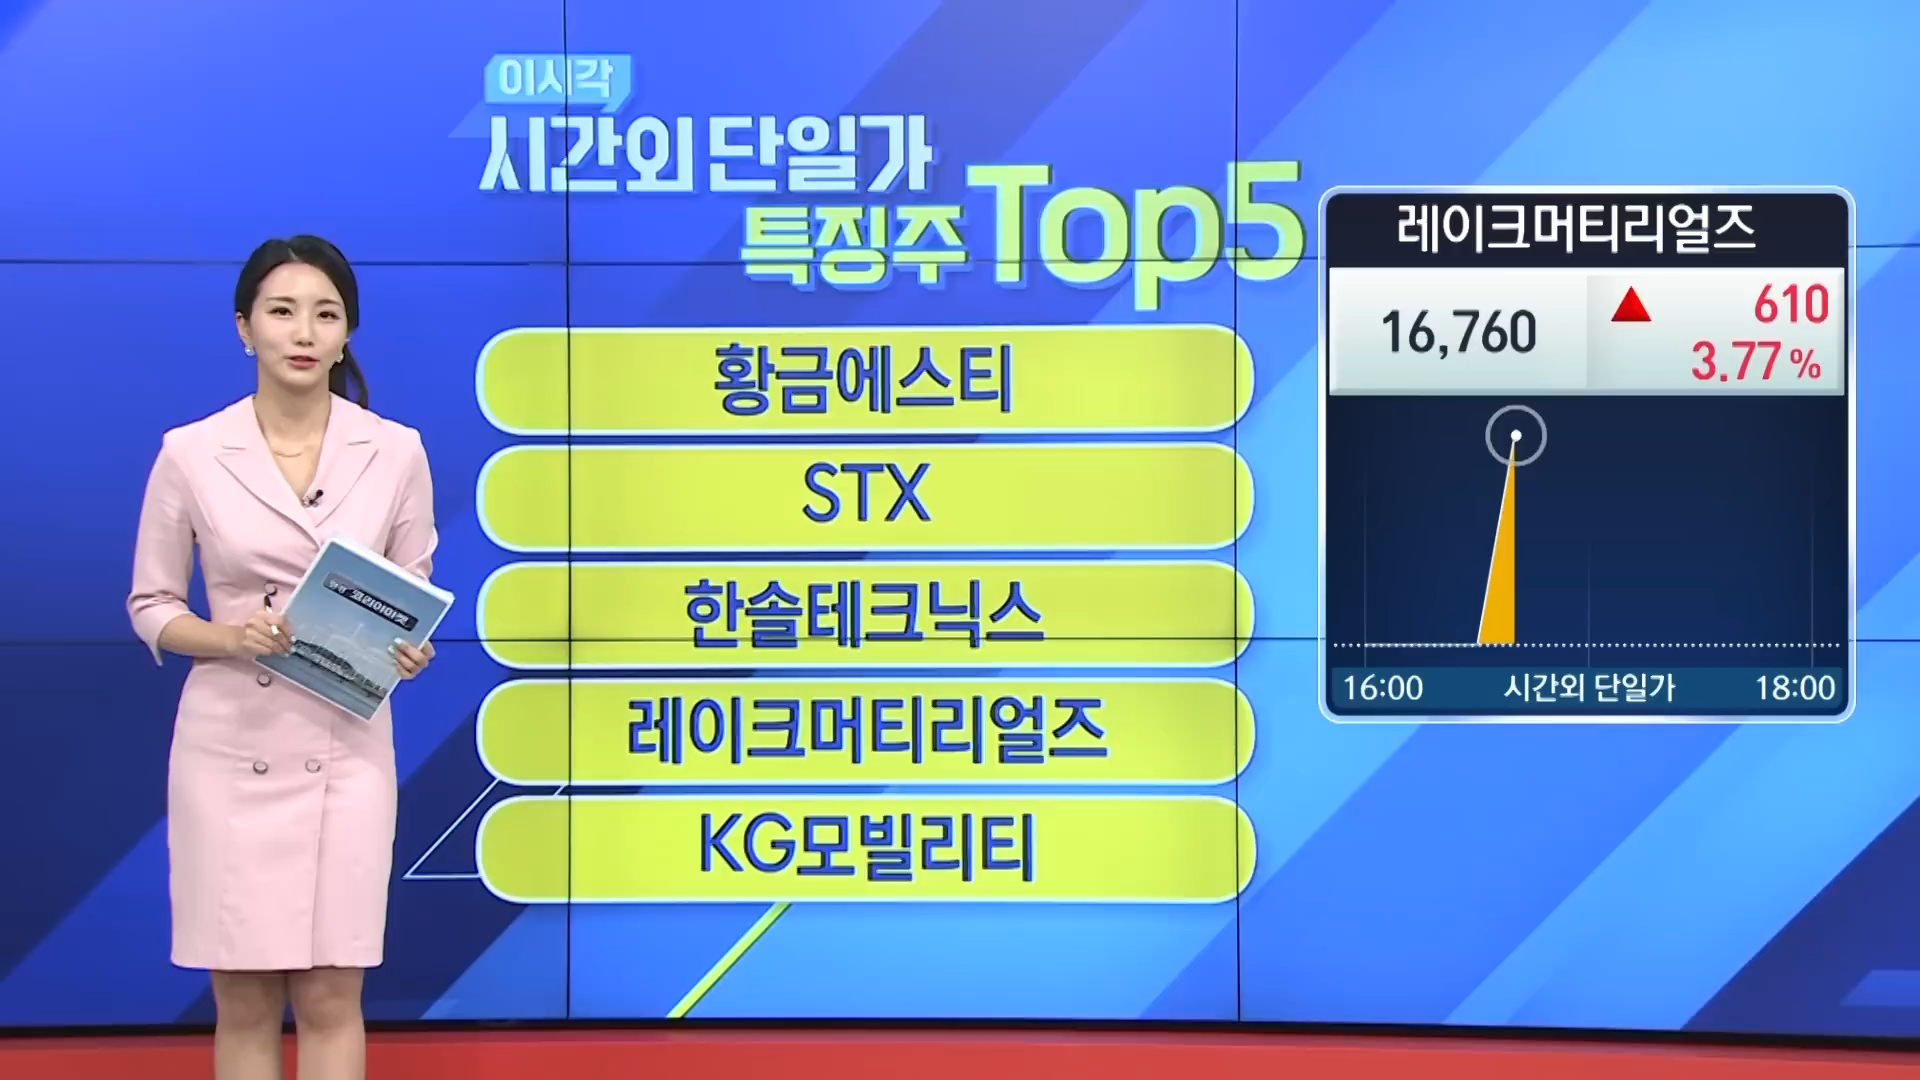 이시각
시간외 단일가
특징주 Top5
황금에스티
STX
한솔테크닉스
레이크머티리얼즈
KG모빌리티
레이크머티리얼즈
16,760
▲ 610
3.77%
16:00 시간외 단일가 18:00